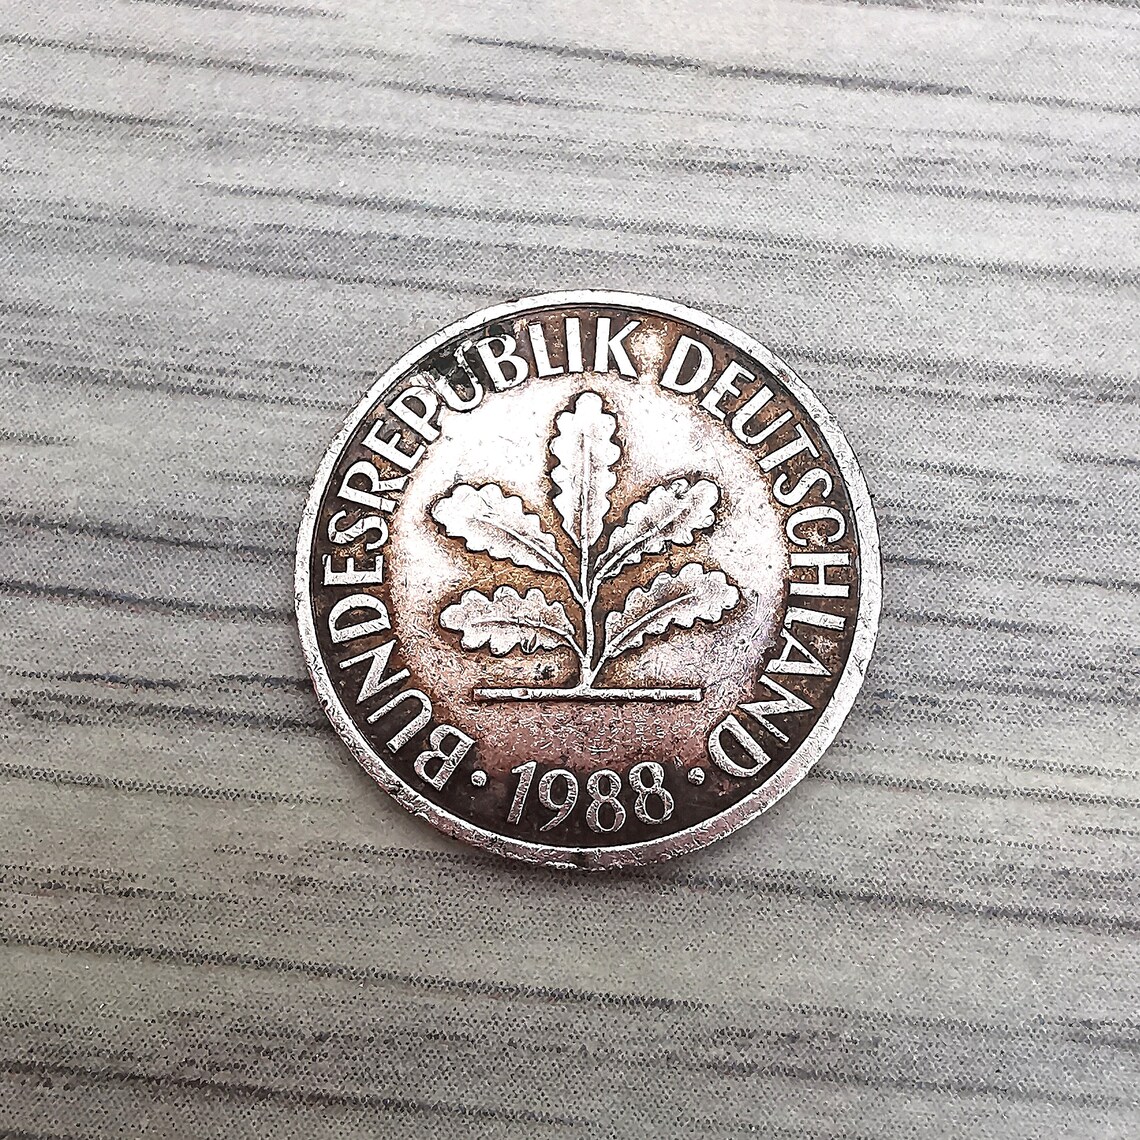 BUNDESREPUBLIK DEUTSCHLAND
· 1988 ·